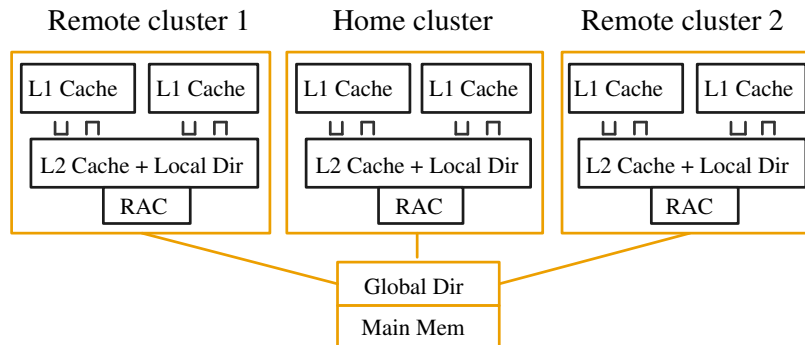 Remote cluster 1
Home cluster
Remote cluster 2
L1 Cache
L1 Cache
L1 Cache
L1 Cache
L1 Cache
L1 Cache
L2 Cache + Local Dir
L2 Cache + Local Dir
L2 Cache + Local Dir
RAC
RAC
RAC
Global Dir
Main Mem